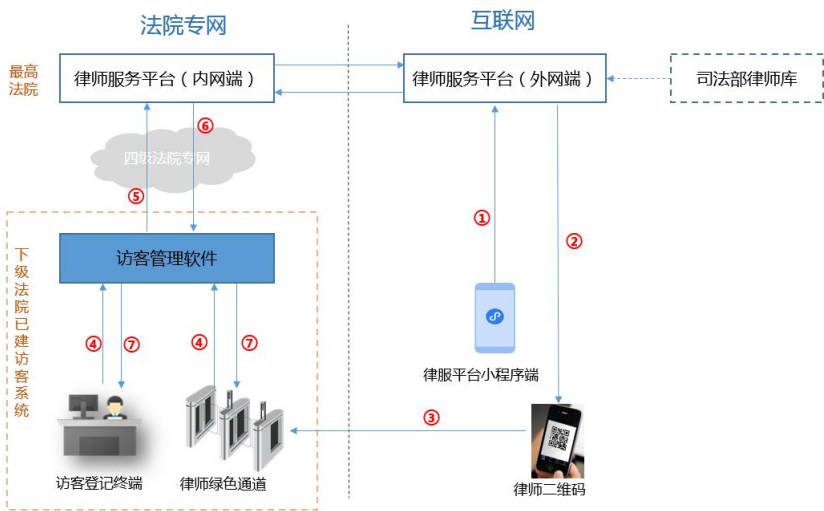 法院专网
互联网
最高
法院
律师服务平台（内网端）
律师服务平台（外网端）
司法部律师库
⑥
四级法院专网
⑤
①
②
下级法院已建访客系统
访客管理软件
④
⑦
④
⑦
律服平台小程序端
③
访客登记终端
律师绿色通道
律师二维码